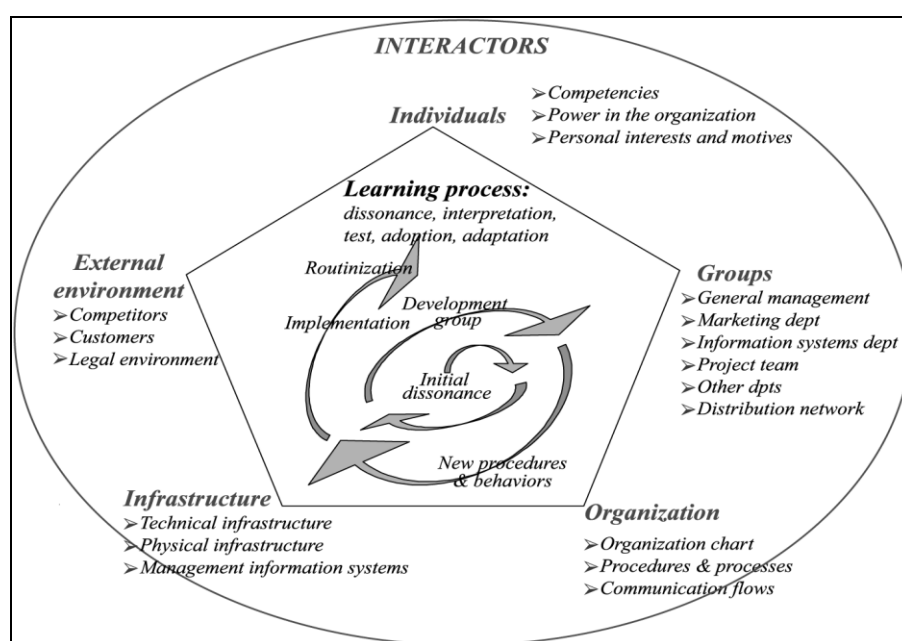 INTERACTORS
Individuals
➢Competencies
➢Power in the organization
➢Personal interests and motives
Learning process:
dissonance, interpretation,
test, adoption, adaptation
Routinization
Implementation
Development
group
Initial
dissonance
New procedures
& behaviors
External
environment
➢Competitors
➢Customers
➢Legal environment
Groups
➢General management
➢Marketing dept
➢Information systems dept
➢Project team
➢Other dpts
➢Distribution network
Infrastructure
➢Technical infrastructure
➢Physical infrastructure
➢Management information systems
Organization
➢Organization chart
➢Procedures & processes
➢Communication flows